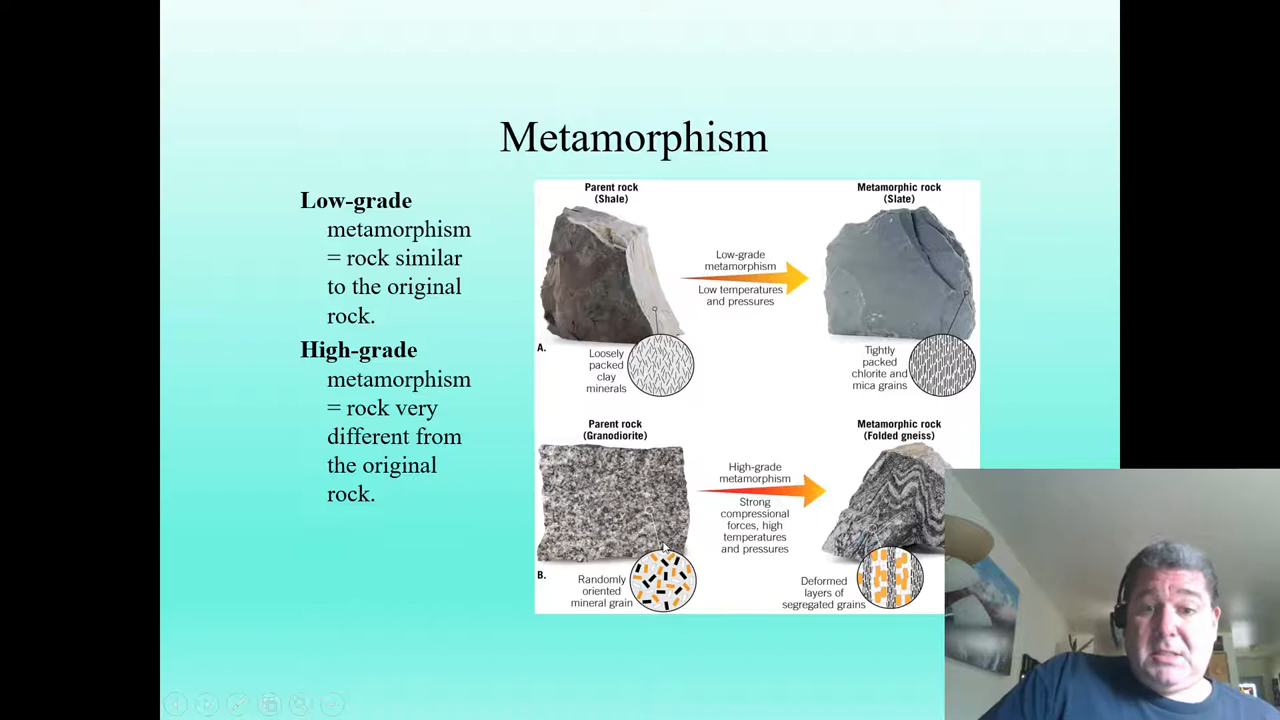 Metamorphism
Low-grade
metamorphism
= rock similar
to the original
rock.
High-grade
metamorphism
= rock very
different from
the original
rock.
Parent rock
(Shale)
Metamorphic rock
(Slate)
Low-grade
metamorphism
Low temperatures
and pressures
A.
Loosely
packed
clay
minerals
Tightly
packed
chlorite and
mica grains
Parent rock
(Granodiorite)
Metamorphic rock
(Folded gneiss)
High-grade
metamorphism
Strong
compressional
forces, high
temperatures
and pressures
B.
Randomly
oriented
mineral grain
Deformed
layers of
segregated grains